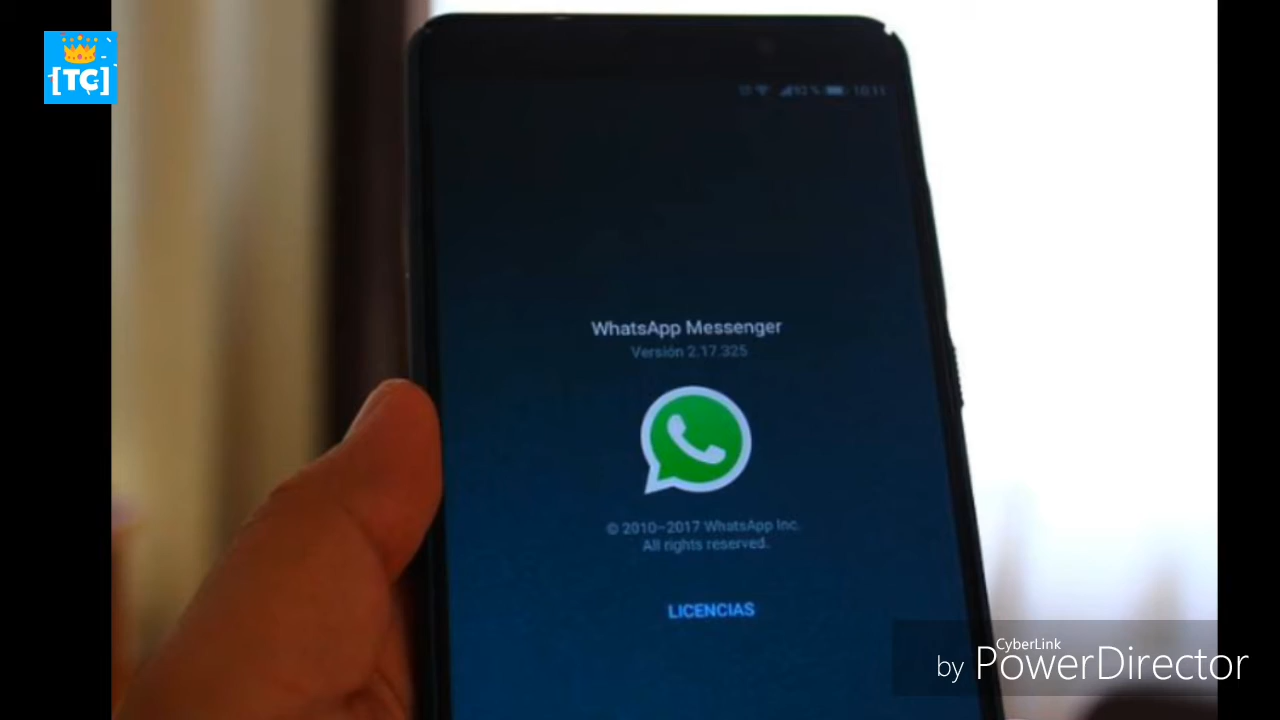 [TG]
WhatsApp Messenger
Versión 2.17.325
© 2010–2017 WhatsApp Inc.
All rights reserved.
LICENCIAS
CyberLink
by PowerDirector